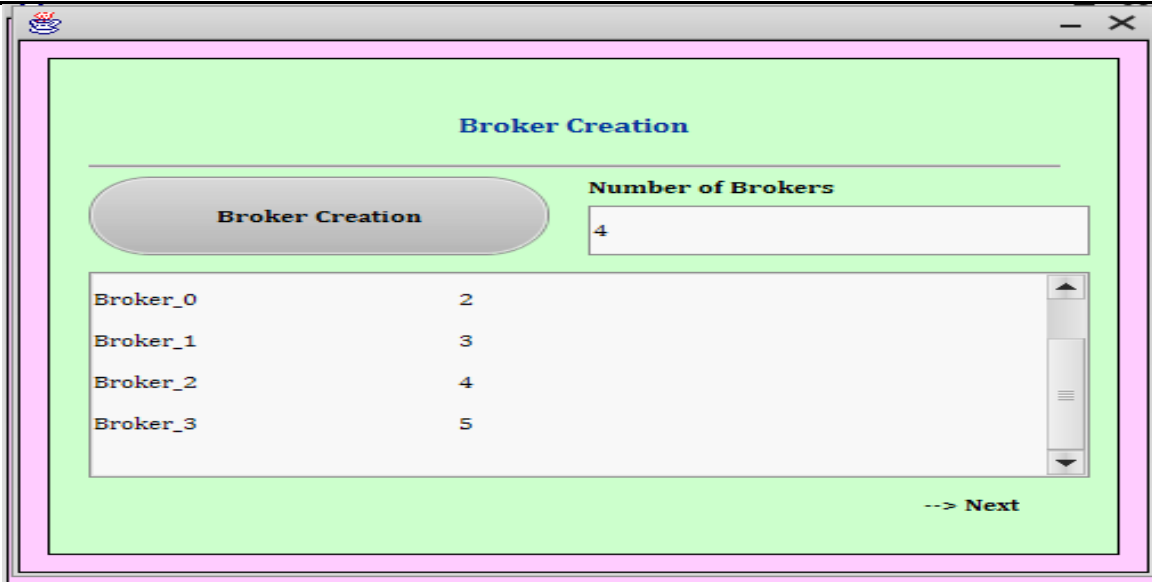 Broker Creation
Broker Creation
Number of Brokers
4
Broker_0 2
Broker_1 3
Broker_2 4
Broker_3 5
--> Next